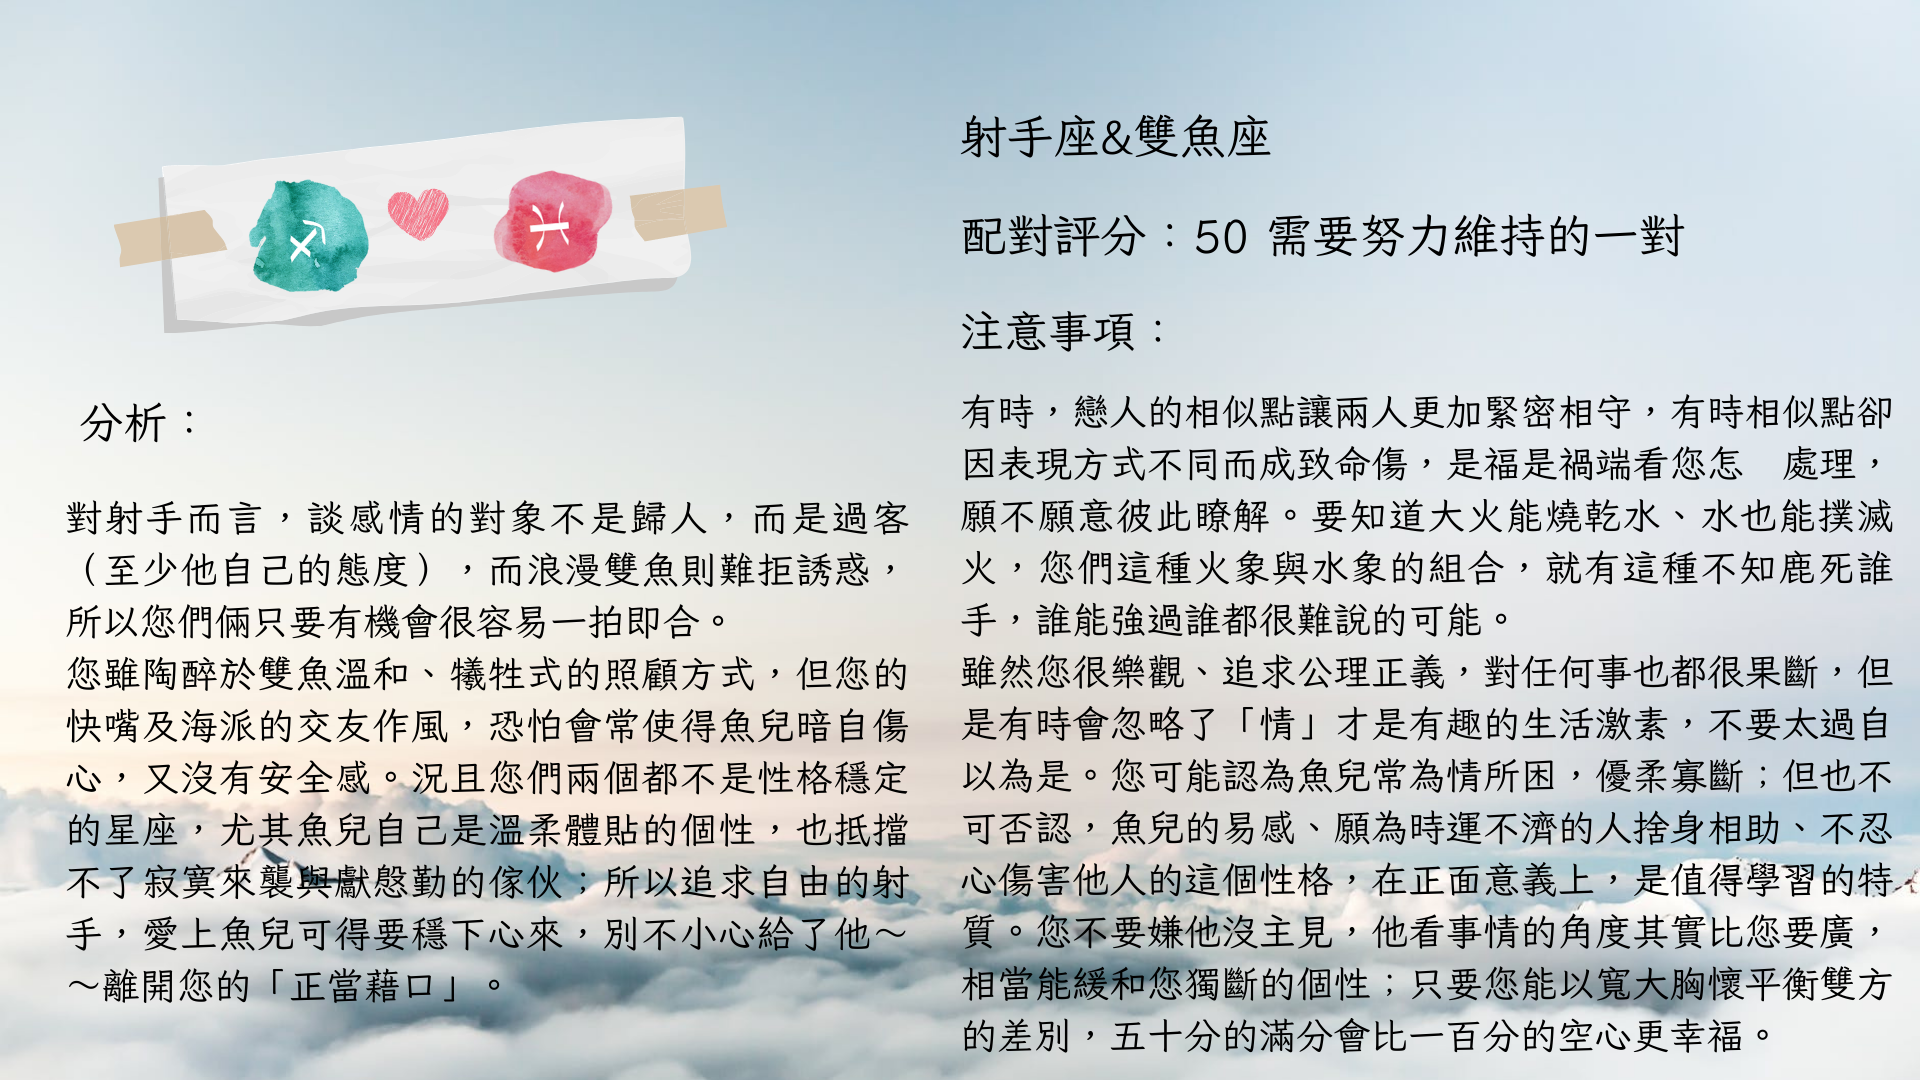 射手座&雙魚座
配對評分：50 需要努力維持的一對
注意事項：
有時，戀人的相似點讓兩人更加緊密相守，有時相似點卻
因表現方式不同而成致命傷，是福是禍端看您怎　處理，
願不願意彼此瞭解。要知道大火能燒乾水、水也能撲滅
火，您們這種火象與水象的組合，就有這種不知鹿死誰
手，誰能強過誰都很難說的可能。
雖然您很樂觀、追求公理正義，對任何事也都很果斷，但
是有時會忽略了「情」才是有趣的生活激素，不要太過自
以為是。您可能認為魚兒常為情所困，優柔寡斷；但也不
可否認，魚兒的易感、願為時運不濟的人捨身相助、不忍
心傷害他人的這個性格，在正面意義上，是值得學習的特
質。您不要嫌他沒主見，他看事情的角度其實比您要廣，
相當能緩和您獨斷的個性；只要您能以寬大胸懷平衡雙方
的差別，五十分的滿分會比一百分的空心更幸福。
分析：
對射手而言，談感情的對象不是歸人，而是過客
（至少他自己的態度），而浪漫雙魚則難拒誘惑，
所以您們倆只要有機會很容易一拍即合。
您雖陶醉於雙魚溫和、犧牲式的照顧方式，但您的
快嘴及海派的交友作風，恐怕會常使得魚兒暗自傷
心，又沒有安全感。況且您們兩個都不是性格穩定
的星座，尤其魚兒自己是溫柔體貼的個性，也抵擋
不了寂寞來襲與獻慇勤的傢伙；所以追求自由的射
手，愛上魚兒可得要穩下心來，別不小心給了他～
～離開您的「正當藉口」。